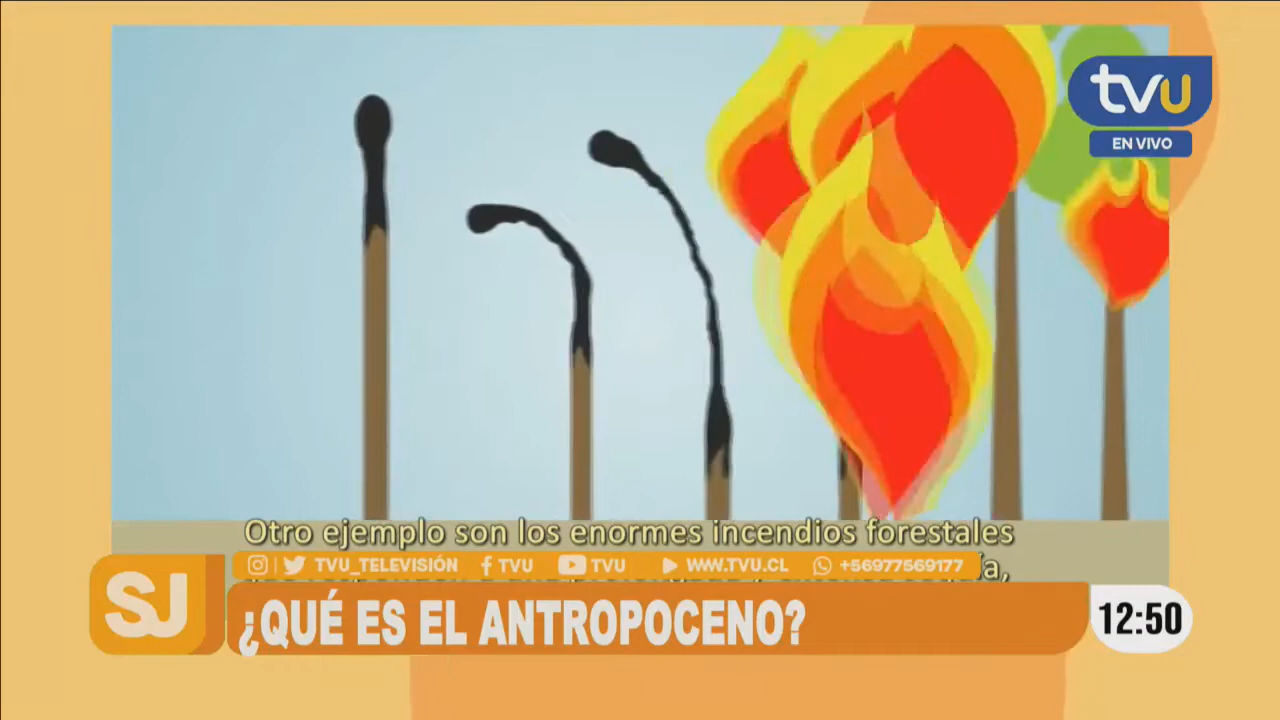 tvu
EN VIVO
Otro ejemplo son los enormes incendios forestales
TVU_TELEVISIÓN TVU TVU WWW.TVU.CL +56977569177
SJ
¿QUÉ ES EL ANTROPOCENO?
12:50